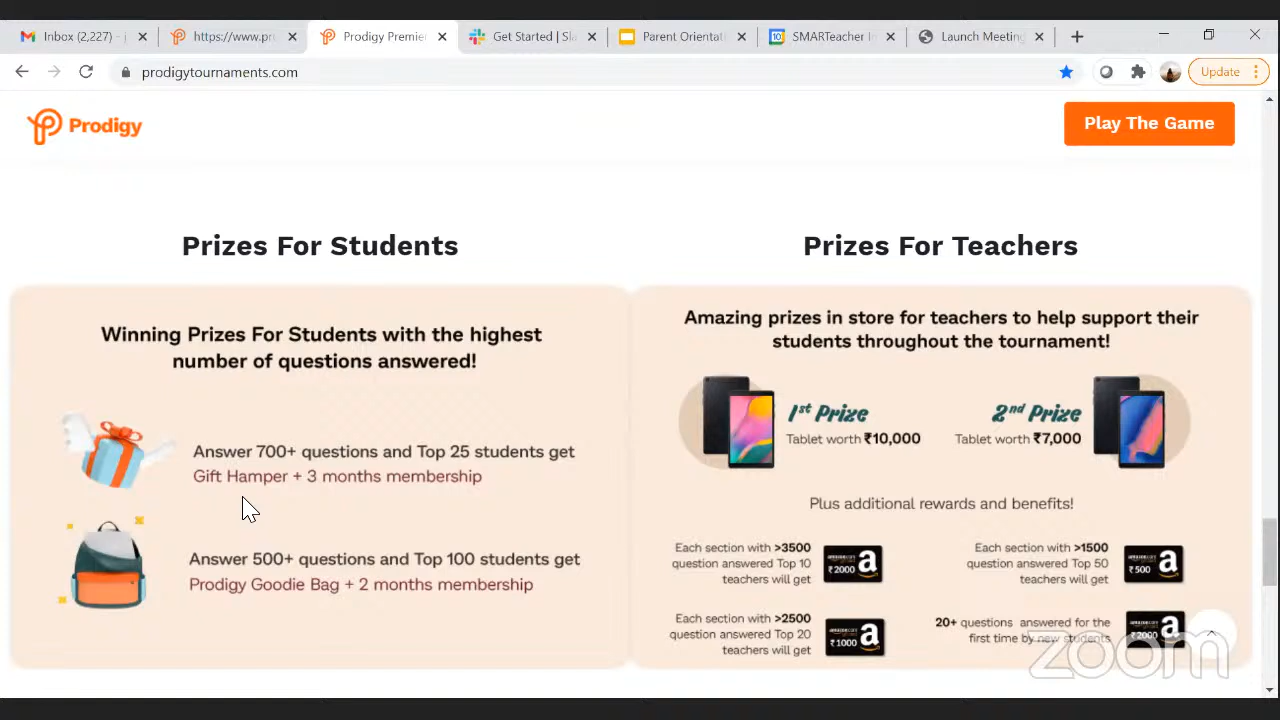 Inbox (2,227) - j
https://www.pr
Prodigy Premie
Get Started | Sla
Parent Orientat
10
SMARTeacher In
Launch Meeting
prodigytournaments.com
Update
Prodigy
Play The Game
Prizes For Students
Winning Prizes For Students with the highest
number of questions answered!
Answer 700+ questions and Top 25 students get
Gift Hamper + 3 months membership
Answer 500+ questions and Top 100 students get
Prodigy Goodie Bag + 2 months membership
Prizes For Teachers
Amazing prizes in store for teachers to help support their
students throughout the tournament!
1st Prize
Tablet worth ₹10,000
2nd Prize
Tablet worth ₹7,000
Plus additional rewards and benefits!
Each section with >3500
question answered Top 10
teachers will get
₹2000
Each section with >1500
question answered Top 50
teachers will get
₹500
Each section with >2500
question answered Top 20
teachers will get
₹1000
20+ questions answered for the
first time by new students
₹2000
zoom